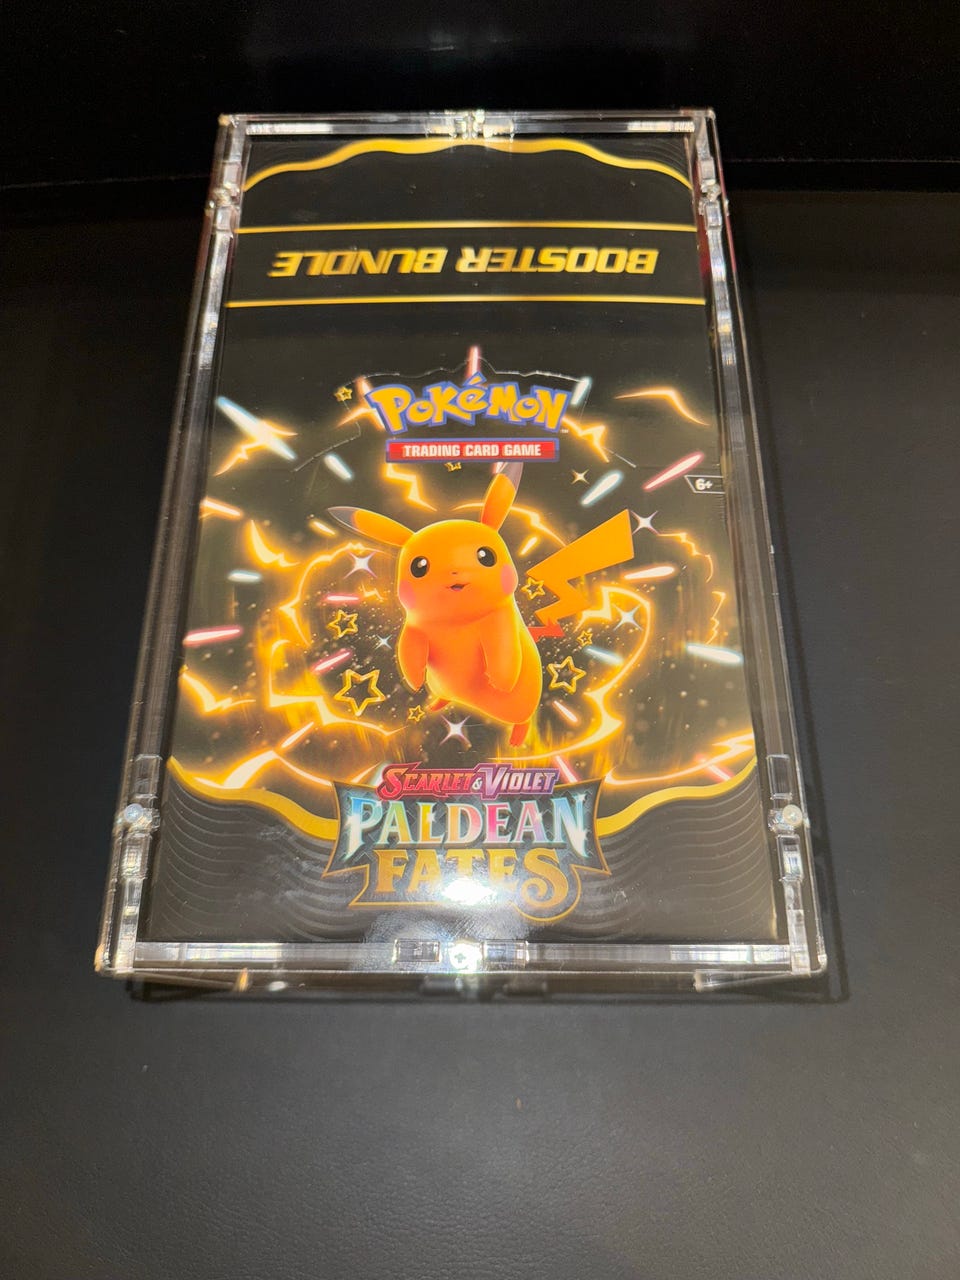 BOOSTER BUNDLE
POKéMON
TRADING CARD GAME
6+
SCARLET & VIOLET
PALDEAN
FATES